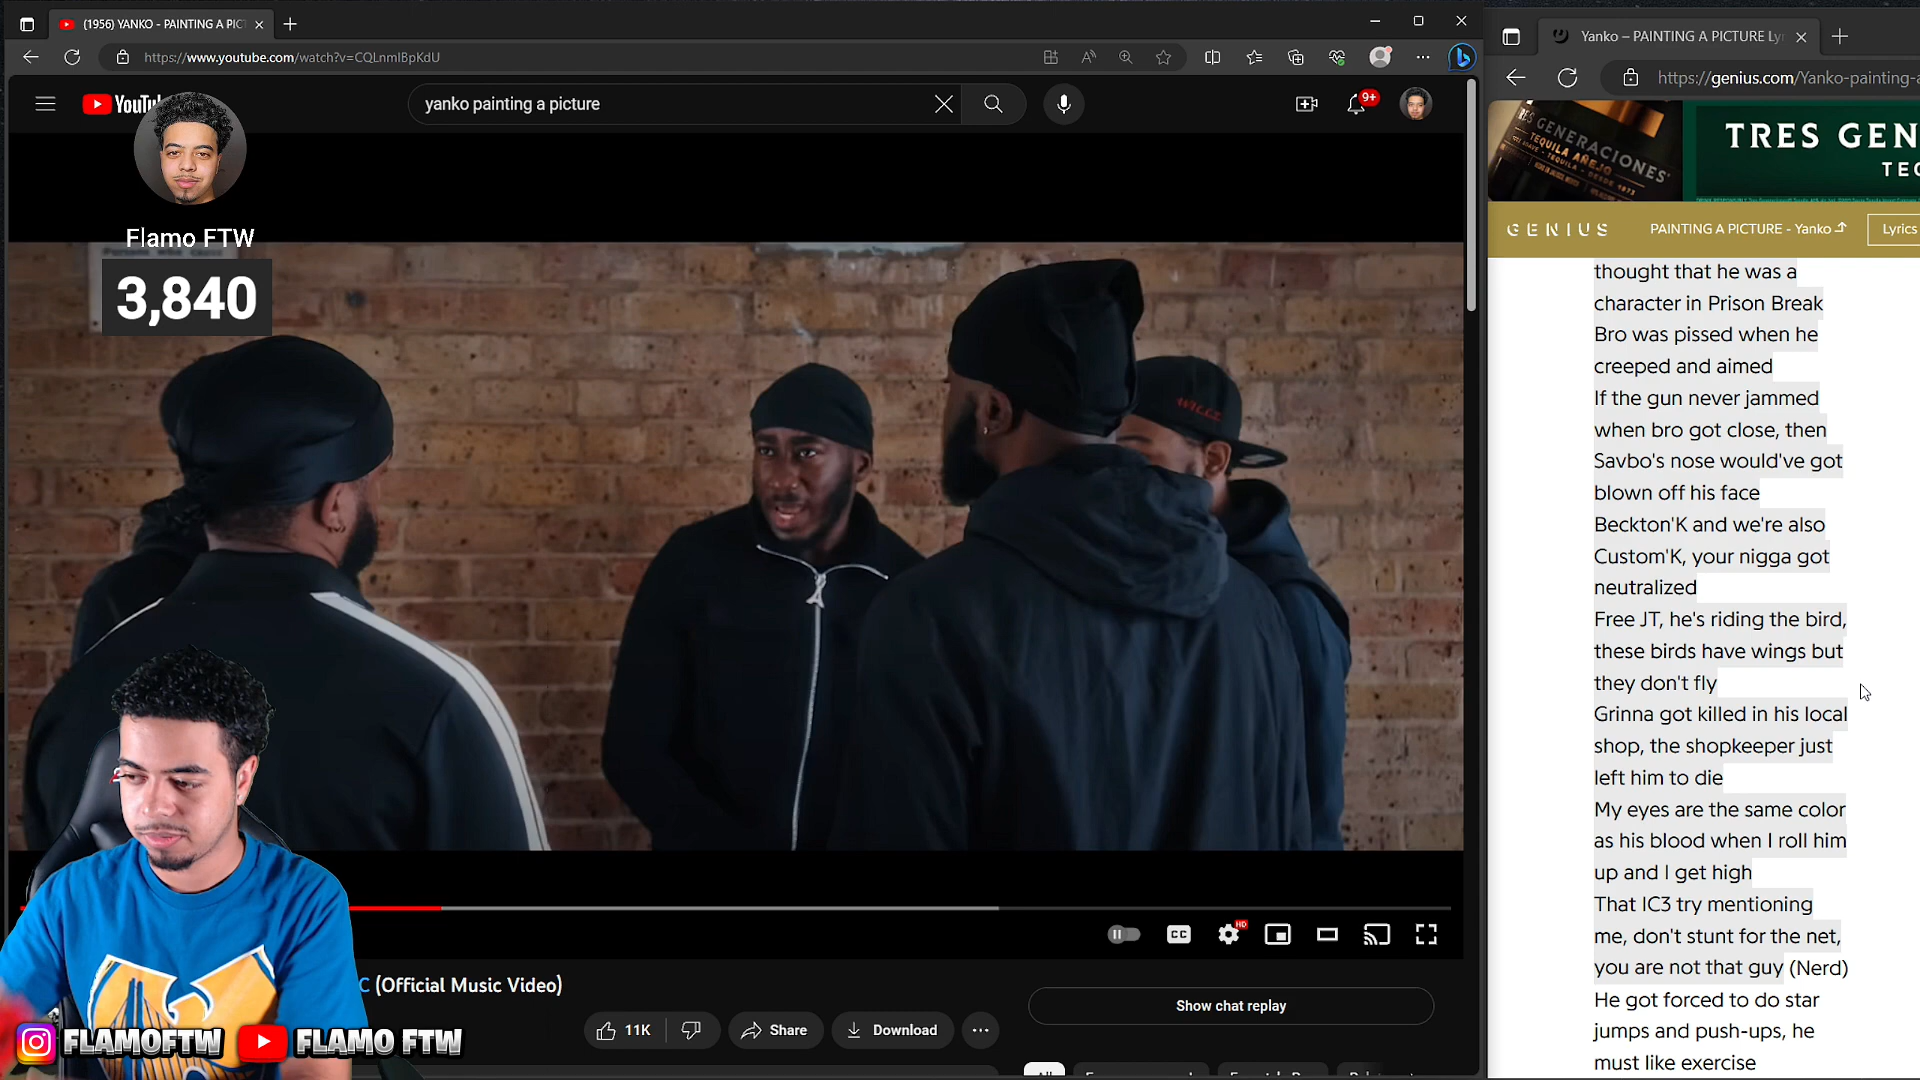 (1956) YANKO - PAINTING A PIC
https://www.youtube.com/watch?v=CQLnmlBpKdU
YouTu
yanko painting a picture
9+
Flamo FTW
3,840
WILLZ
CC
HD
C (Official Music Video)
11K
Share
Download
Show chat replay
All
FLAMOFTW
FLAMO FTW
Yanko – PAINTING A PICTURE Ly
https://genius.com/Yanko-painting-a
TRES GENERACIONES
TEQUILA AÑEJO
TRES GEN
TEQ
GENIUS
PAINTING A PICTURE - Yanko
Lyrics
thought that he was a
character in Prison Break
Bro was pissed when he
creeped and aimed
If the gun never jammed
when bro got close, then
Savbo's nose would've got
blown off his face
Beckton'K and we're also
Custom'K, your nigga got
neutralized
Free JT, he's riding the bird,
these birds have wings but
they don't fly
Grinna got killed in his local
shop, the shopkeeper just
left him to die
My eyes are the same color
as his blood when I roll him
up and I get high
That IC3 try mentioning
me, don't stunt for the net,
you are not that guy (Nerd)
He got forced to do star
jumps and push-ups, he
must like exercise